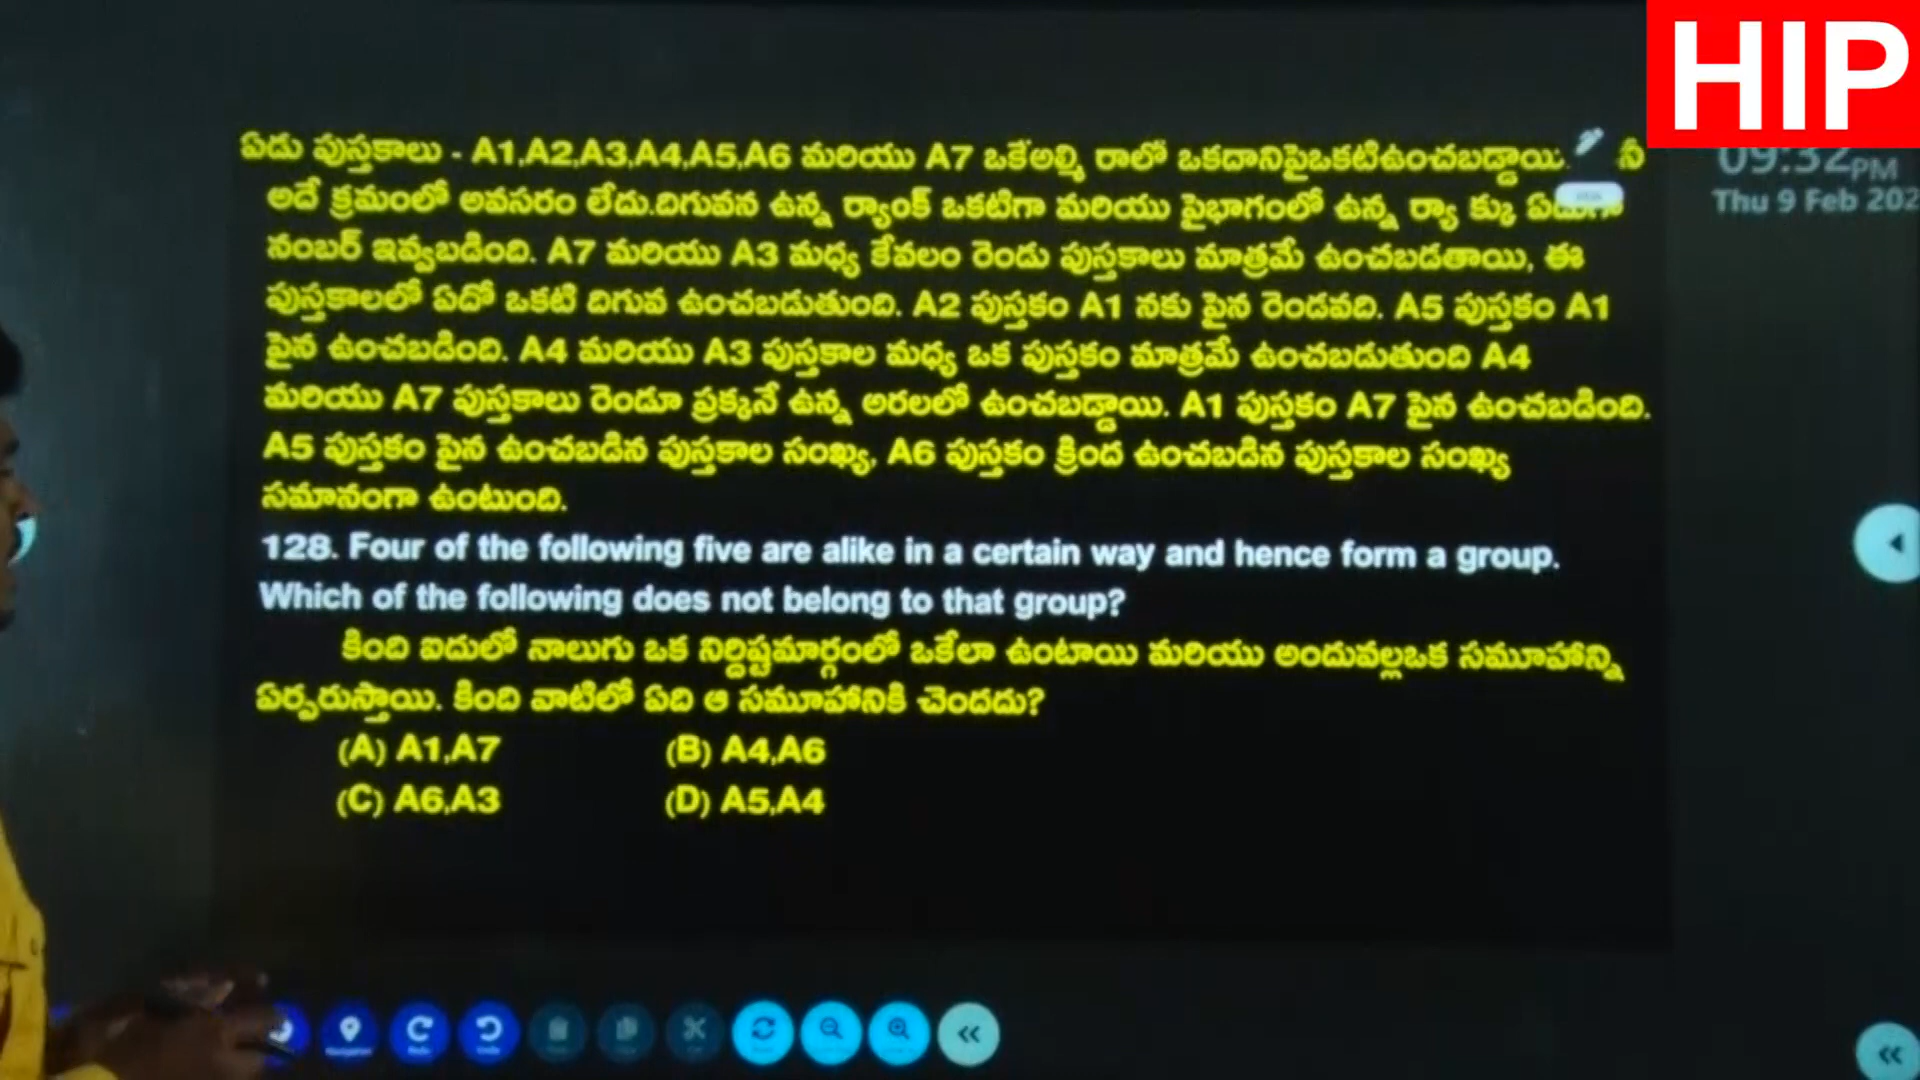 HIP
09:32PM
Thu 9 Feb 202
ఏడు పుస్తకాలు - A1,A2,A3,A4,A5,A6 మరియు A7 ఒకేఅల్మి రాలో ఒకదానిపైఒకటిఉంచబడ్డాయి. నీ
అదే క్రమంలో అవసరం లేదు.దిగువన ఉన్న ర్యాంక్ ఒకటిగా మరియు పైభాగంలో ఉన్న ర్యా క్కు
నంబర్ ఇవ్వబడింది. A7 మరియు A3 మధ్య కేవలం రెండు పుస్తకాలు మాత్రమే ఉంచబడతాయి, ఈ
పుస్తకాలలో ఏదో ఒకటి దిగువ ఉంచబడుతుంది. A2 పుస్తకం A1 నకు పైన రెండవది. A5 పుస్తకం A1
పైన ఉంచబడింది. A4 మరియు A3 పుస్తకాల మధ్య ఒక పుస్తకం మాత్రమే ఉంచబడుతుంది A4
మరియు A7 పుస్తకాలు రెండూ ప్రక్కనే ఉన్న అరలలో ఉంచబడ్డాయి. A1 పుస్తకం A7 పైన ఉంచబడింది.
A5 పుస్తకం పైన ఉంచబడిన పుస్తకాల సంఖ్య, A6 పుస్తకం క్రింద ఉంచబడిన పుస్తకాల సంఖ్య
సమానంగా ఉంటుంది.
128. Four of the following five are alike in a certain way and hence form a group.
Which of the following does not belong to that group?
కింది ఐదులో నాలుగు ఒక నిర్దిష్టమార్గంలో ఒకేలా ఉంటాయి మరియు అందువల్లఒక సమూహాన్ని
ఏర్పరుస్తాయి. కింది వాటిలో ఏది ఆ సమూహానికి చెందదు?
(A) A1,A7 (B) A4,A6
(C) A6,A3 (D) A5,A4